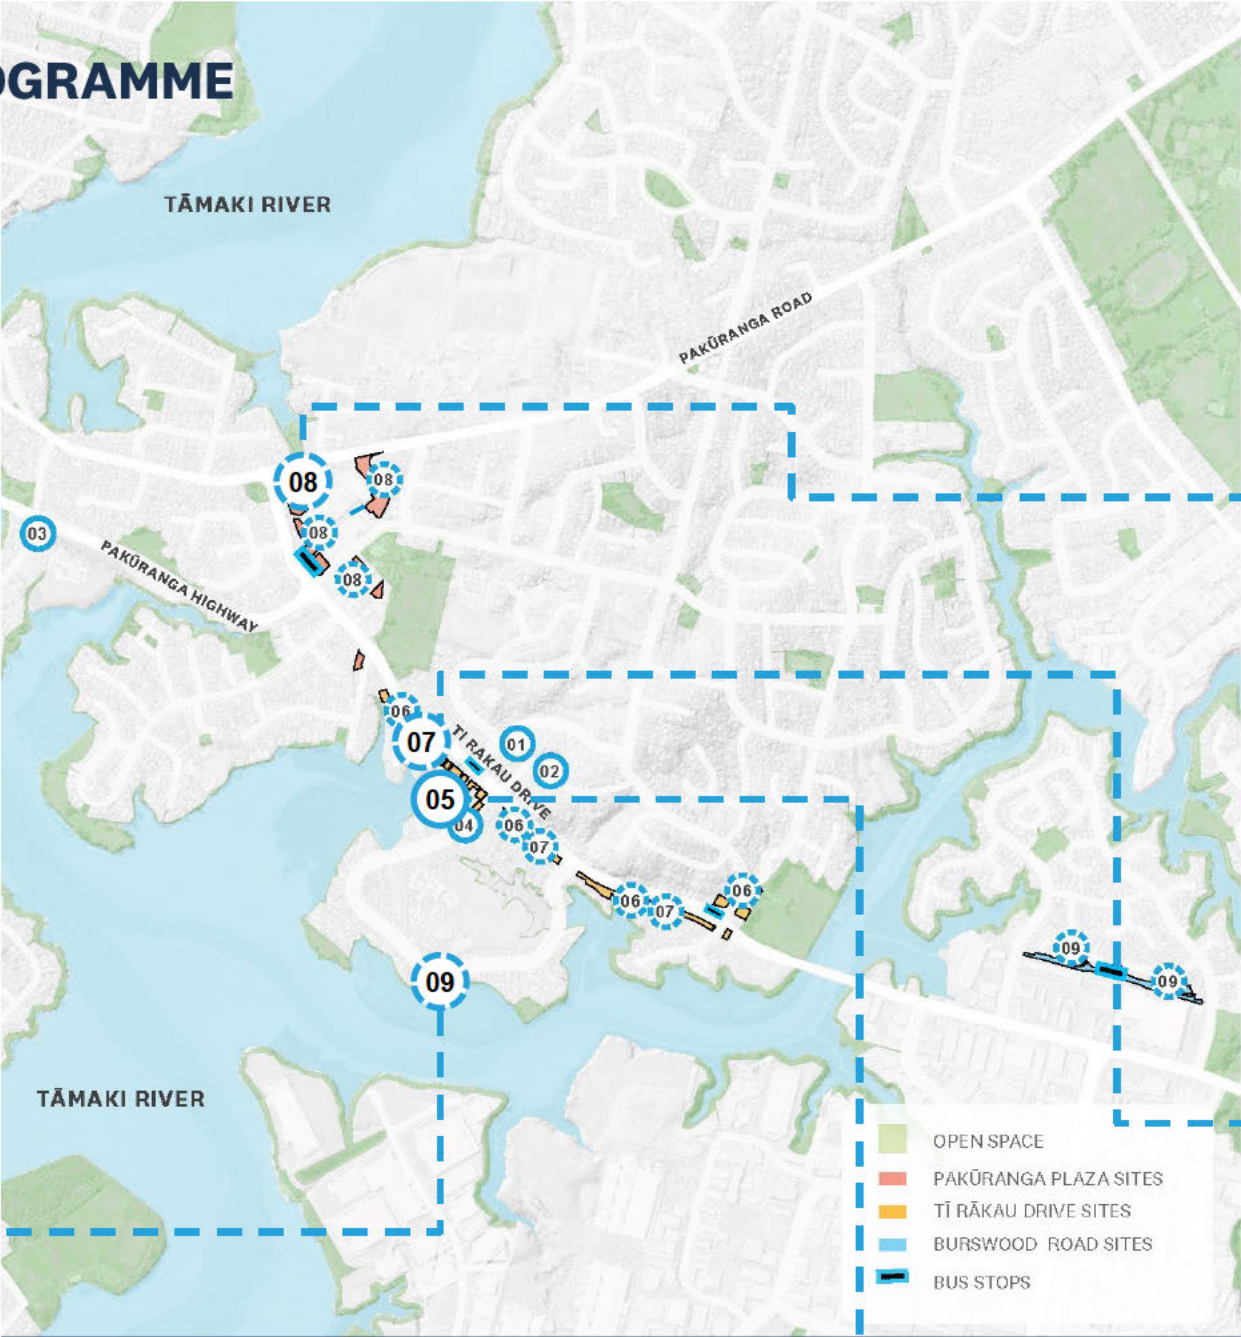 OGRAMME
TĀMAKI RIVER
PAKŪRANGA ROAD
08
08
08
03
PAKŪRANGA HIGHWAY
08
06
07
TĪ RĀKAU DRIVE
01
02
05
04
06
07
06
07
06
09
09
09
TĀMAKI RIVER
OPEN SPACE
PAKŪRANGA PLAZA SITES
TĪ RĀKAU DRIVE SITES
BURSWOOD ROAD SITES
BUS STOPS